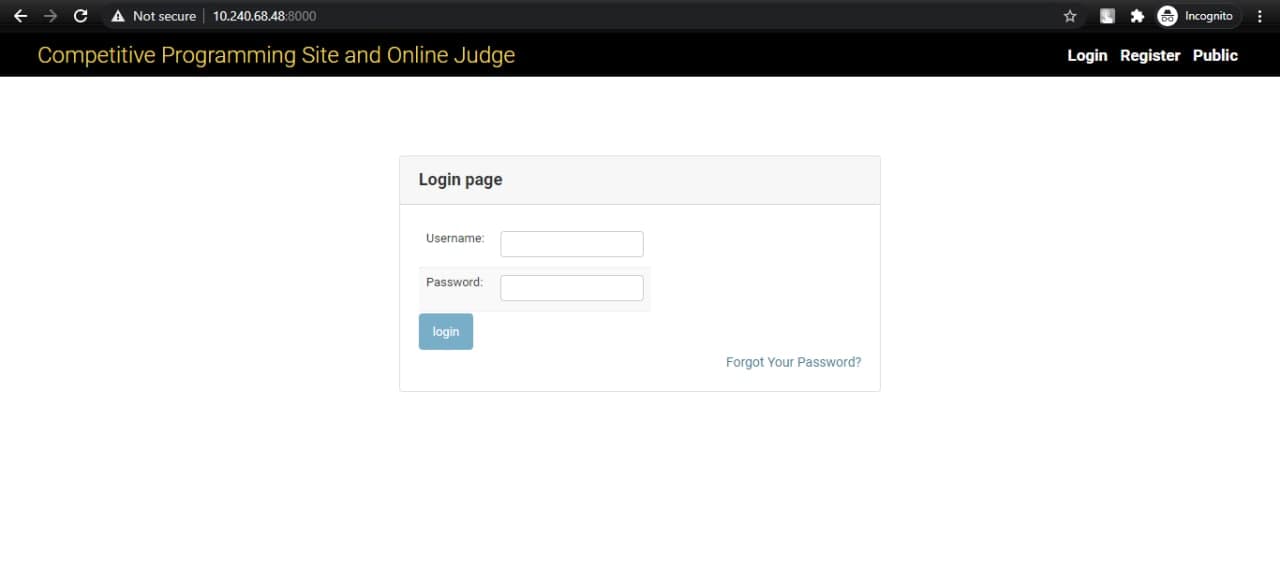 Not secure | 10.240.68.48:8000 Incognito
Competitive Programming Site and Online Judge Login Register Public
Login page
Username:
Password:
login
Forgot Your Password?